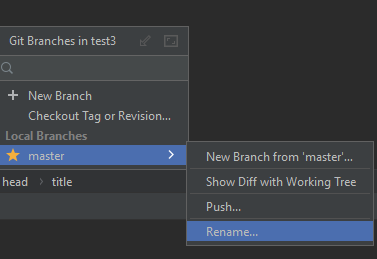 Git Branches in test3
New Branch
Checkout Tag or Revision...
Local Branches
master
New Branch from 'master'...
Show Diff with Working Tree
Push...
Rename...
head › title